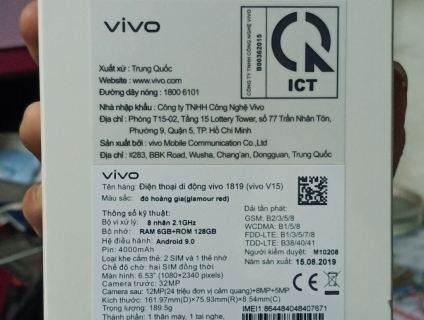 vivo
CÔNG TY TNHH CÔNG NGHỆ VIVO
B00362015
ICT
Xuất xứ : Trung Quốc
Website : www.vivo.com
Đường dây nóng : 1800 6101
Nhà nhập khẩu : Công ty TNHH Công Nghệ Vivo
Địa chỉ : Phòng T15-02, Tầng 15 Lottery Tower, số 77 Trần Nhân Tôn,
Phường 9, Quận 5, TP. Hồ Chí Minh
Sản xuất bởi : vivo Mobile Communication Co., LTD
Địa chỉ : #283, BBK Road, Wusha, Chang'an, Dongguan, Trung Quốc.
vivo
Tên hàng: Điện thoại di động vivo 1819 (vivo V15)
Màu sắc: đỏ hoàng gia(glamour red)
Thông số kỹ thuật:
Bộ vi xử lý: 8 nhân 2.1GHz
Bộ nhớ: RAM 6GB+ROM 128GB
Hệ điều hành: Android 9.0
Pin: 4000mAh
Loại khe cắm thẻ: 2 SIM và 1 thẻ nhớ
Chế độ chờ: hai SIM đồng thời
Màn hình: 6.53" (1080*2340 pixels)
Camera trước: 32MP
Camera sau: 12MP(24 triệu đơn vị cảm quang)+8MP+5MP
Kích thước: 161.97mm(D)*75.93mm(R)*8.54mm(C)
Trọng lượng: 189.5g
Thành phần: 1 thân máy, 1 tai nghe,
Dải tần phát:
GSM: B2/3/5/8
WCDMA: B1/5/8
FDD-LTE: B1/3/5/7/8
TDD-LTE: B38/40/41
Người kiểm duyệt: M10208
Ngày sản xuất: 15.08.2019
CE
IMEI1: 864484048407671